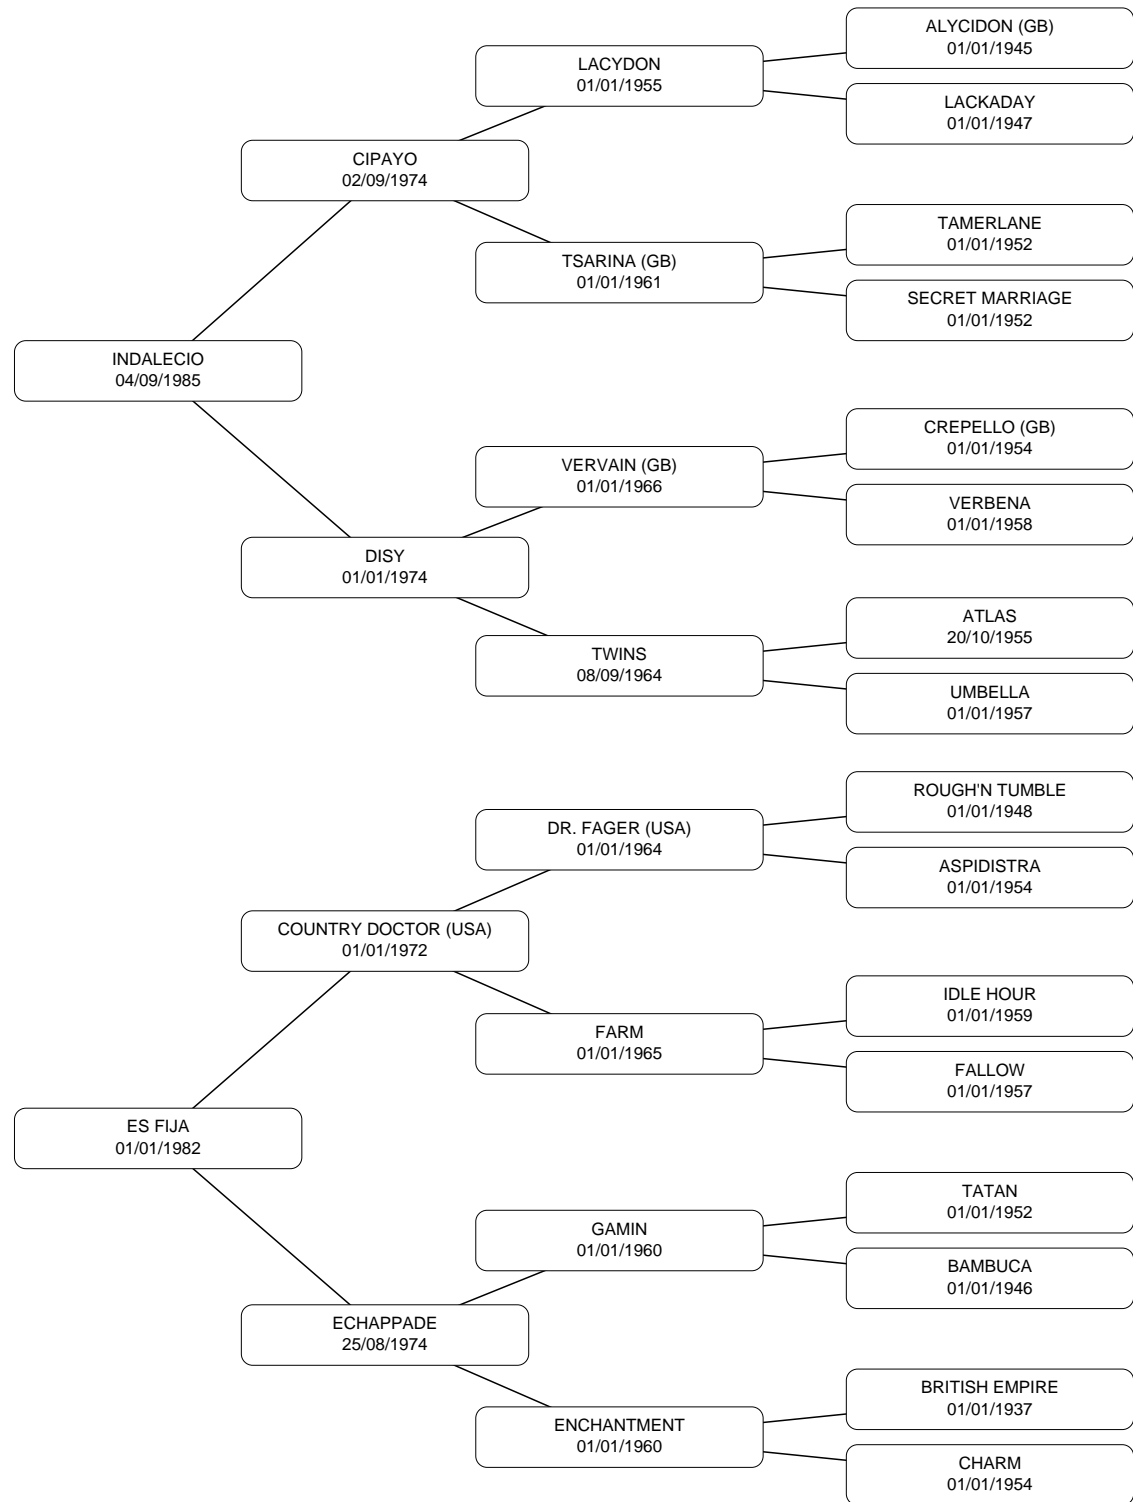 ALYCIDON (GB)
01/01/1945
LACYDON
01/01/1955
LACKADAY
01/01/1947
CIPAYO
02/09/1974
TAMERLANE
01/01/1952
TSARINA (GB)
01/01/1961
SECRET MARRIAGE
01/01/1952
INDALECIO
04/09/1985
CREPELLO (GB)
01/01/1954
VERVAIN (GB)
01/01/1966
VERBENA
01/01/1958
DISY
01/01/1974
ATLAS
20/10/1955
TWINS
08/09/1964
UMBELLA
01/01/1957
ROUGH'N TUMBLE
01/01/1948
DR. FAGER (USA)
01/01/1964
ASPIDISTRA
01/01/1954
COUNTRY DOCTOR (USA)
01/01/1972
IDLE HOUR
01/01/1959
FARM
01/01/1965
FALLOW
01/01/1957
ES FIJA
01/01/1982
TATAN
01/01/1952
GAMIN
01/01/1960
BAMBUCA
01/01/1946
ECHAPPADE
25/08/1974
BRITISH EMPIRE
01/01/1937
ENCHANTMENT
01/01/1960
CHARM
01/01/1954